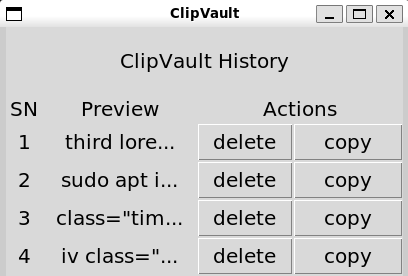 ClipVault
ClipVault History
SN Preview Actions
1 third lore... delete copy
2 sudo apt i... delete copy
3 class="tim... delete copy
4 iv class="... delete copy